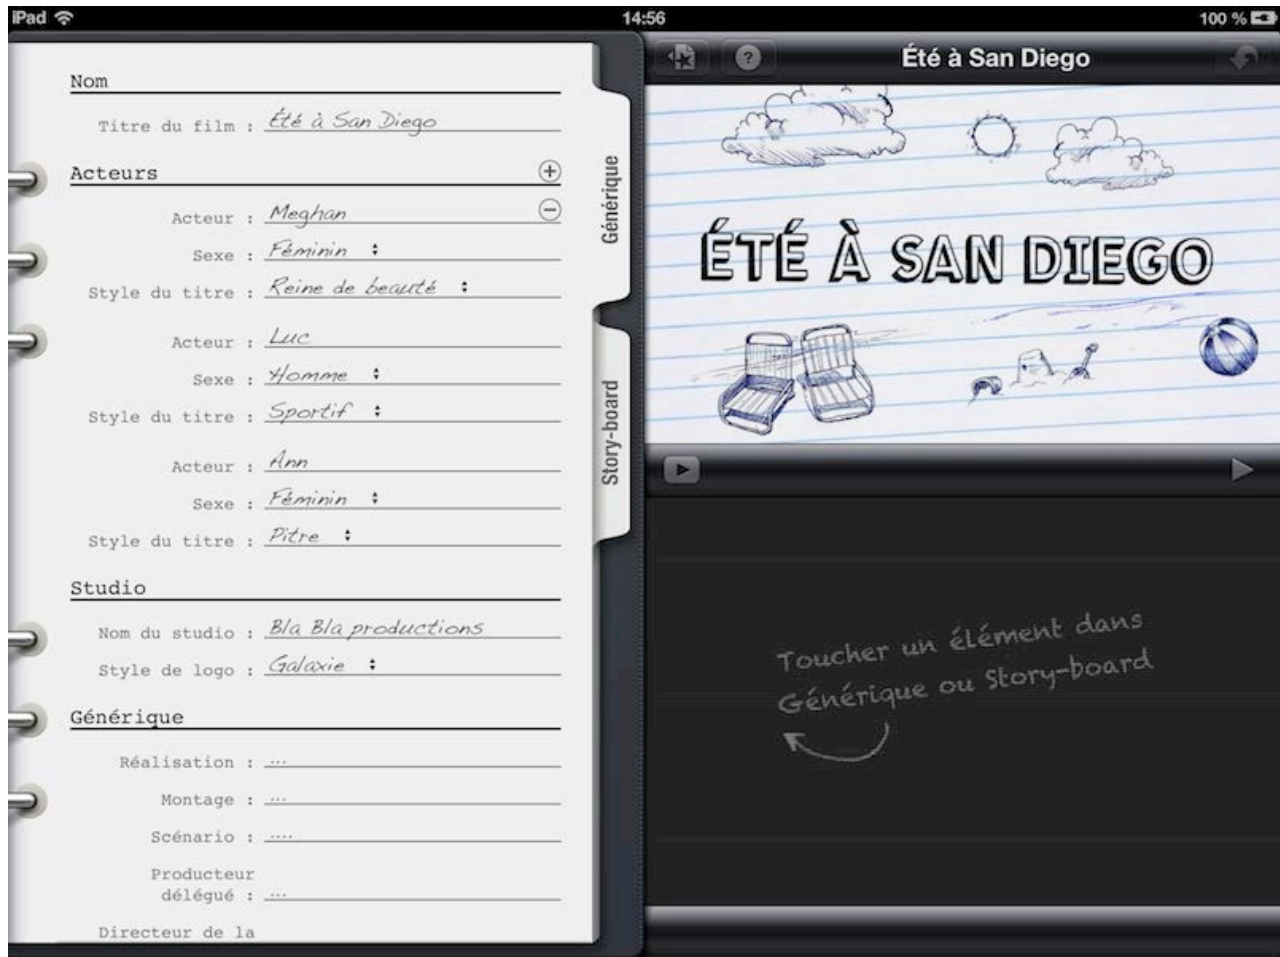 iPad
14:56
100 %
Nom
Titre du film : Été à San Diego
Acteurs
Acteur : Meghan
Sexe : Féminin
Style du titre : Reine de beauté
Acteur : Luc
Sexe : Homme
Style du titre : Sportif
Acteur : Ann
Sexe : Féminin
Style du titre : Pitre
Studio
Nom du studio : Bla Bla productions
Style de logo : Galaxie
Générique
Réalisation : ...
Montage : ...
Scénario : ....
Producteur
délégué : ...
Directeur de la
Générique
Story-board
?
Été à San Diego
ÉTÉ À SAN DIEGO
Toucher un élément dans
Générique ou Story-board